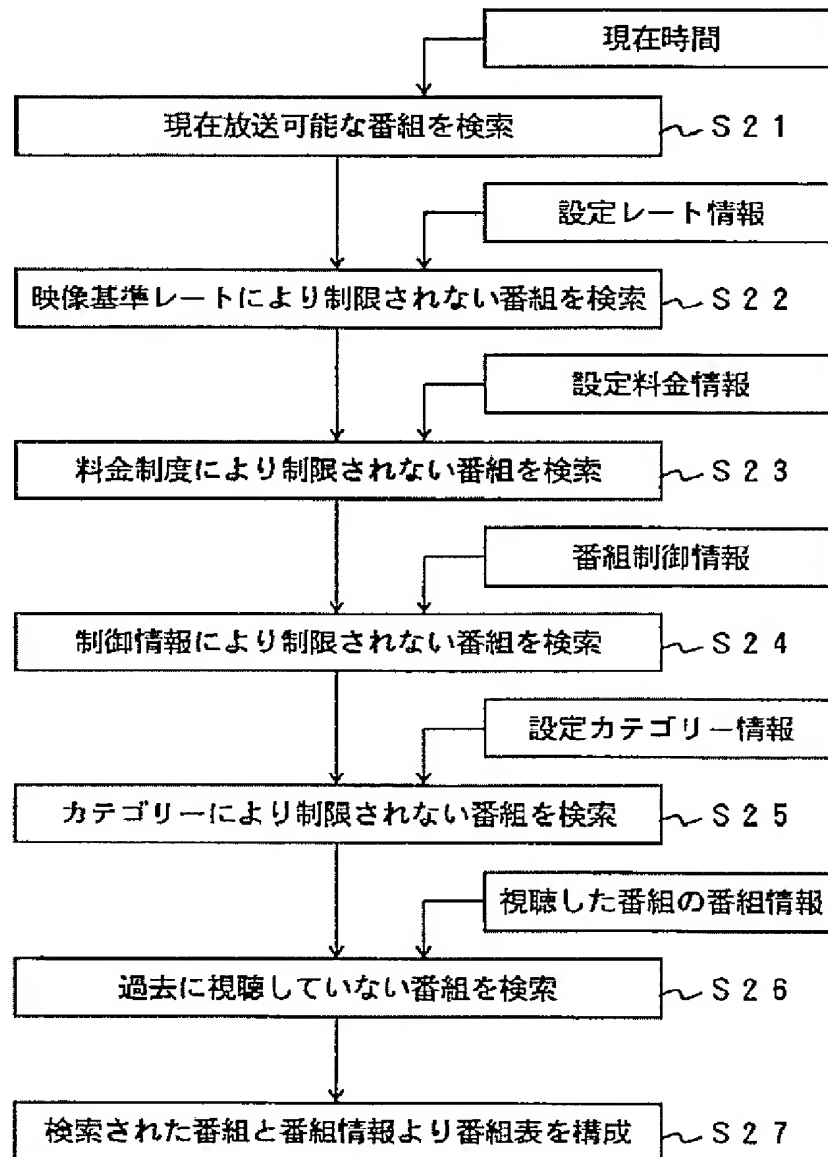 現在時間
現在放送可能な番組を検索
S21
設定レート情報
映像基準レートにより制限されない番組を検索
S22
設定料金情報
料金制度により制限されない番組を検索
S23
番組制御情報
制御情報により制限されない番組を検索
S24
設定カテゴリー情報
カテゴリーにより制限されない番組を検索
S25
視聴した番組の番組情報
過去に視聴していない番組を検索
S26
検索された番組と番組情報より番組表を構成
S27